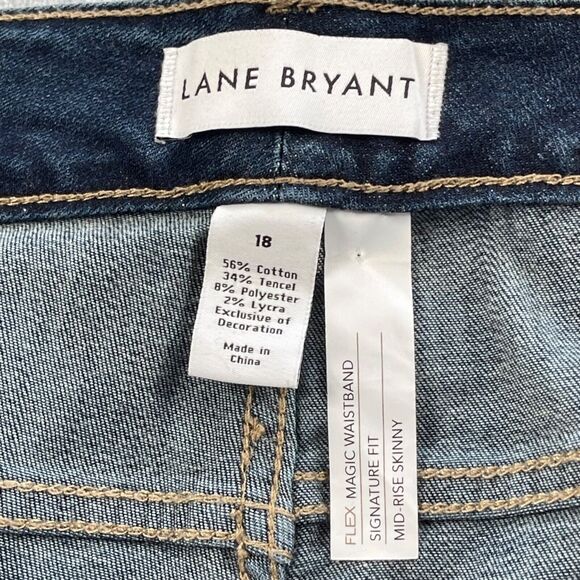 LANE BRYANT
18
56% Cotton
34% Tencel
8% Polyester
2% Lycra
Exclusive of
Decoration
Made in
China
FLEX MAGIC WAISTBAND
SIGNATURE FIT
MID-RISE SKINNY